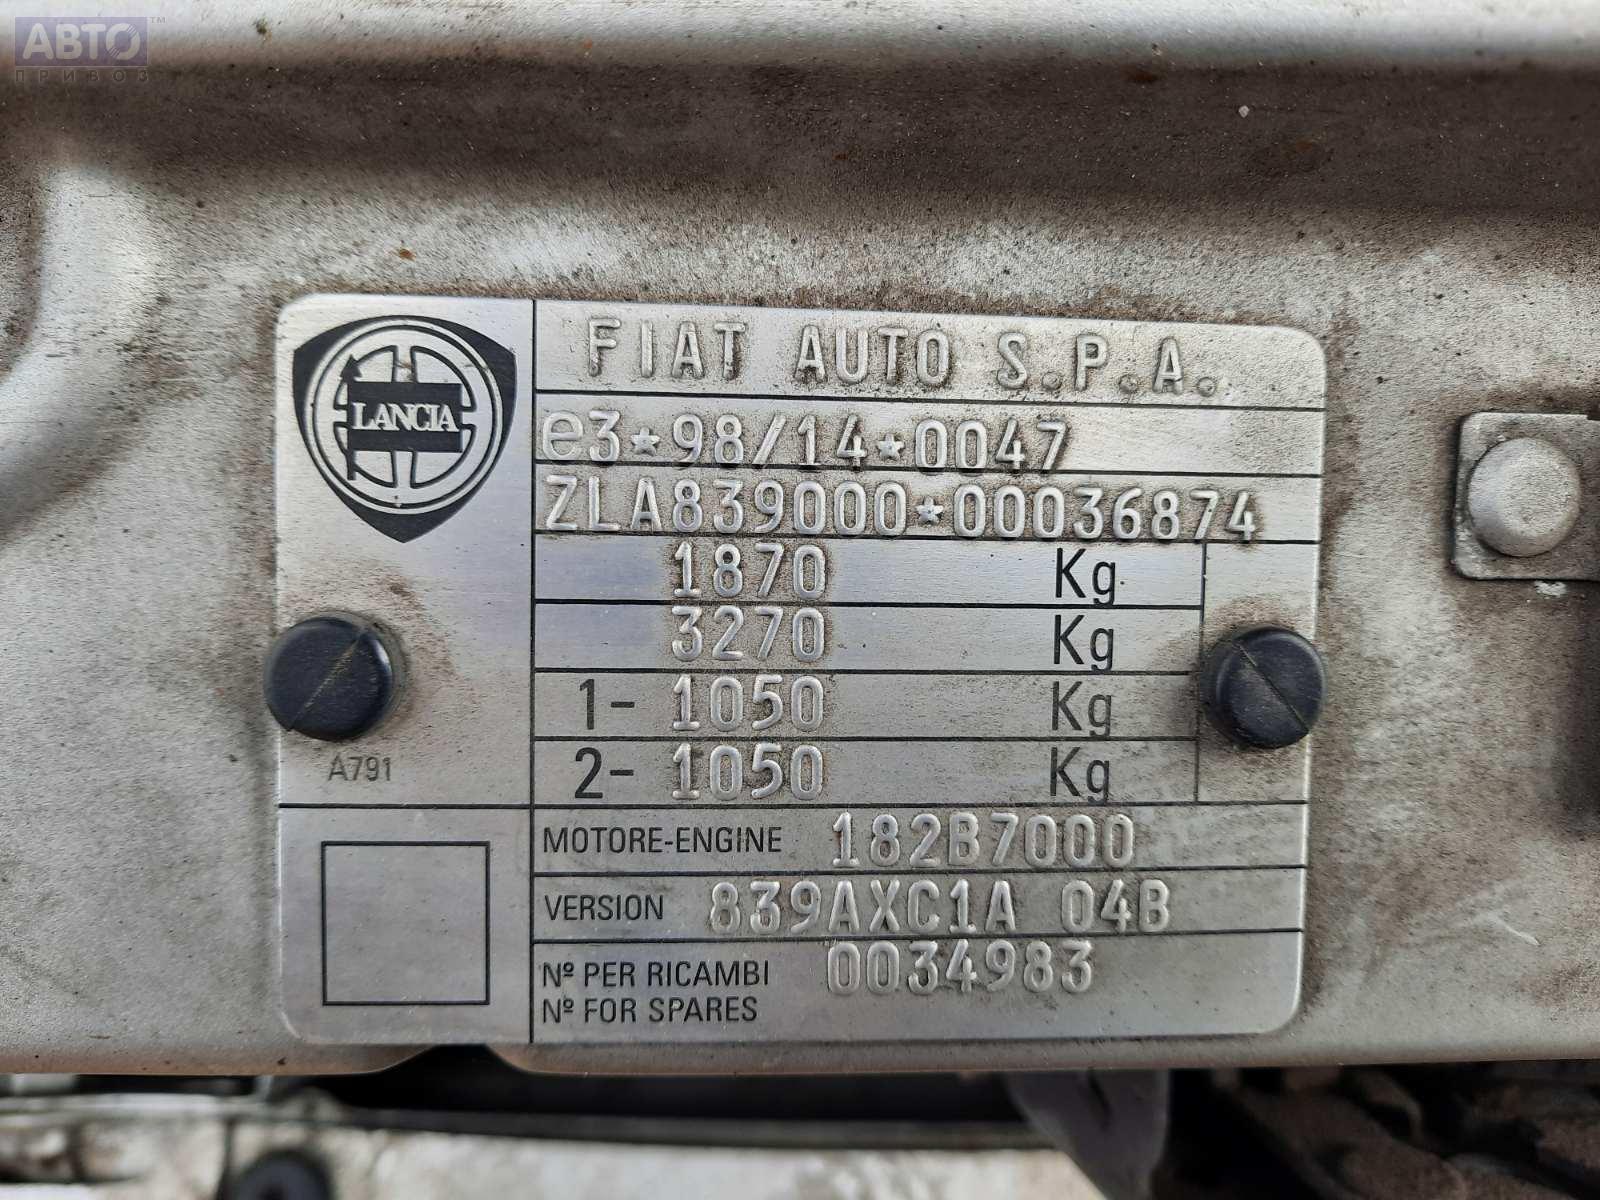 АВТО™
ПРИВОЗ
LANCIA
FIAT AUTO S.P.A.
e3*98/14*0047
ZLA839000*00036874
1870 Kg
3270 Kg
1- 1050 Kg
2- 1050 Kg
A791
MOTORE-ENGINE 182B7000
VERSION 839AXC1A 04B
Nº PER RICAMBI 0034983
Nº FOR SPARES